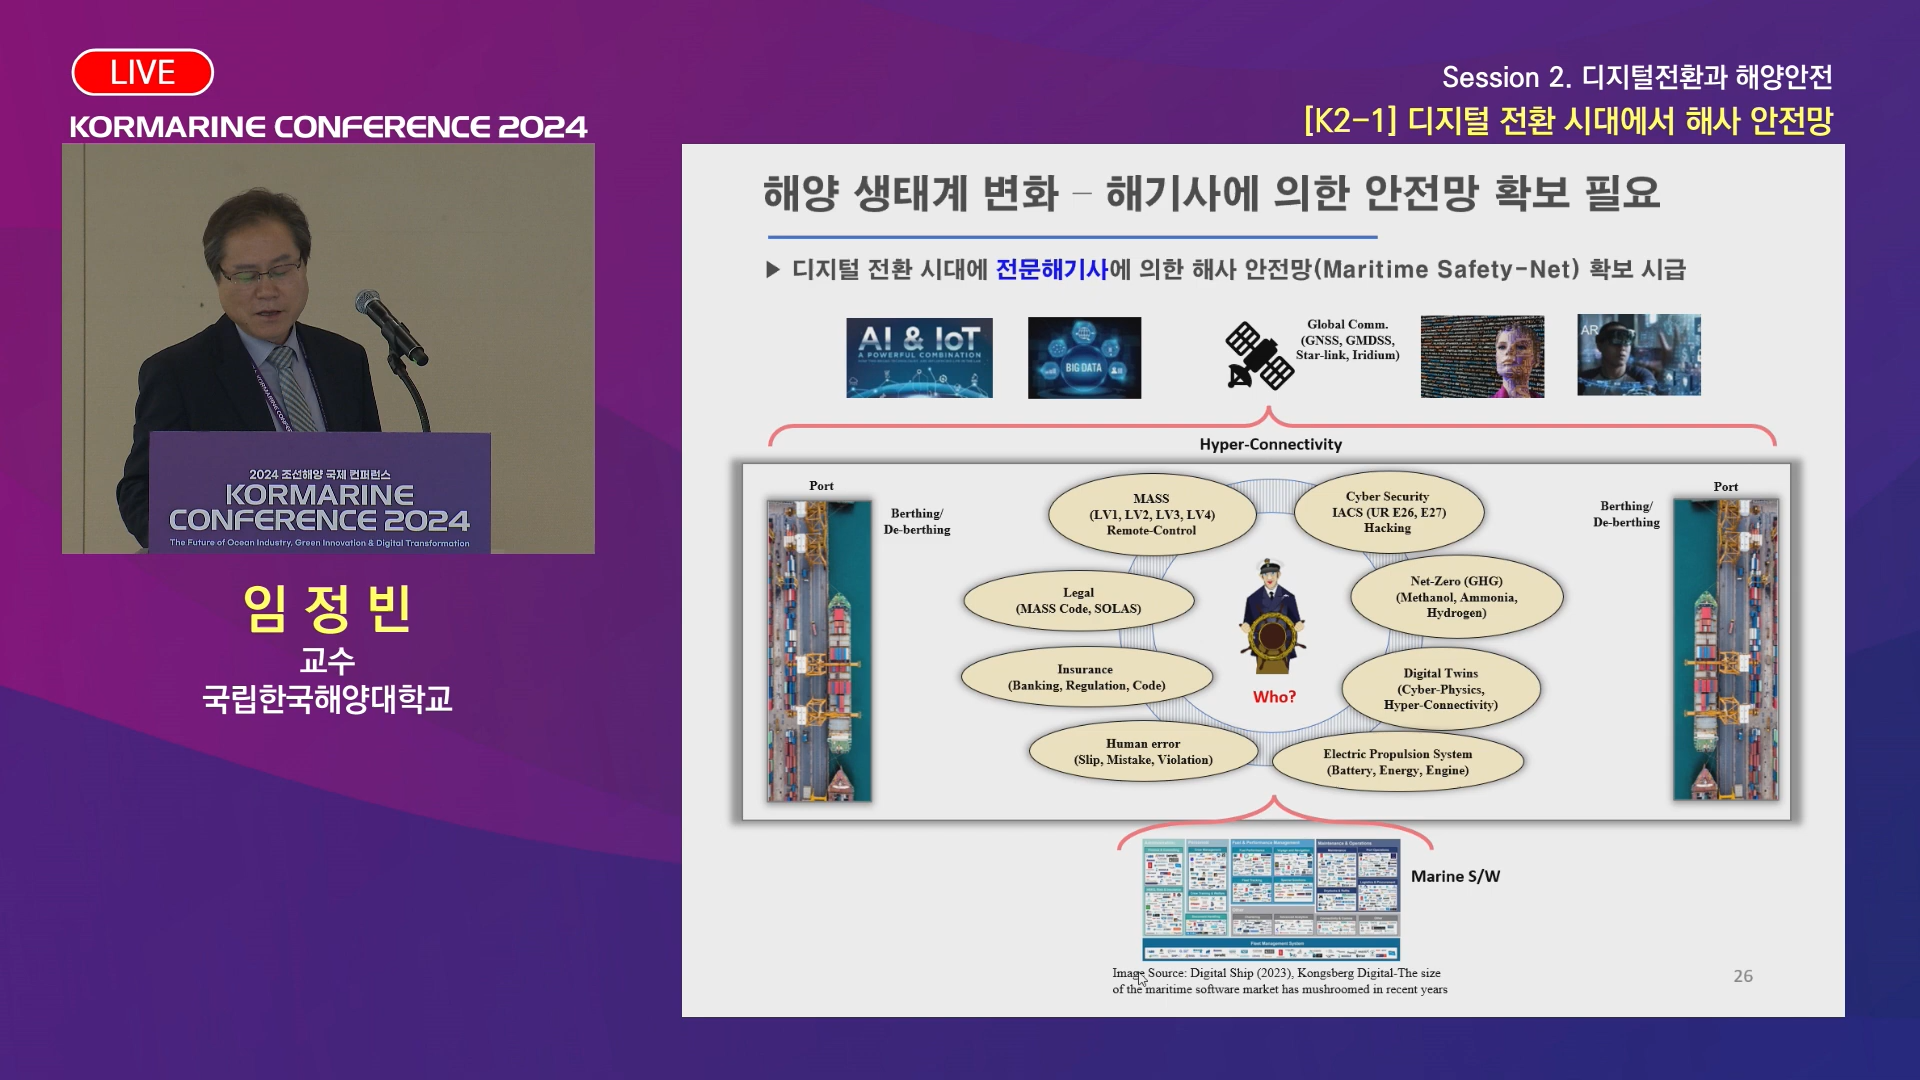 LIVE
KORMARINE CONFERENCE 2024
Session 2. 디지털전환과 해양안전
[K2-1] 디지털 전환 시대에서 해사 안전망
2024 조선해양 국제 컨퍼런스
KORMARINE
CONFERENCE 2024
The Future of Ocean Industry, Green Innovation & Digital Transformation
임 정 빈
교수
국립한국해양대학교
해양 생태계 변화 – 해기사에 의한 안전망 확보 필요
▶ 디지털 전환 시대에 전문해기사에 의한 해사 안전망(Maritime Safety-Net) 확보 시급
AI & IoT
A POWERFUL COMBINATION
BIG DATA
Global Comm.
(GNSS, GMDSS,
Star-link, Iridium)
AR
Hyper-Connectivity
Port
Berthing/
De-berthing
MASS
(LV1, LV2, LV3, LV4)
Remote-Control
Cyber Security
IACS (UR E26, E27)
Hacking
Legal
(MASS Code, SOLAS)
Net-Zero (GHG)
(Methanol, Ammonia,
Hydrogen)
Insurance
(Banking, Regulation, Code)
Digital Twins
(Cyber-Physics,
Hyper-Connectivity)
Who?
Human error
(Slip, Mistake, Violation)
Electric Propulsion System
(Battery, Energy, Engine)
Port
Berthing/
De-berthing
Fuel & Performance Management
Maintenance & Operations
Fleet Management System
Marine S/W
Image Source: Digital Ship (2023), Kongsberg Digital-The size
of the maritime software market has mushroomed in recent years
26